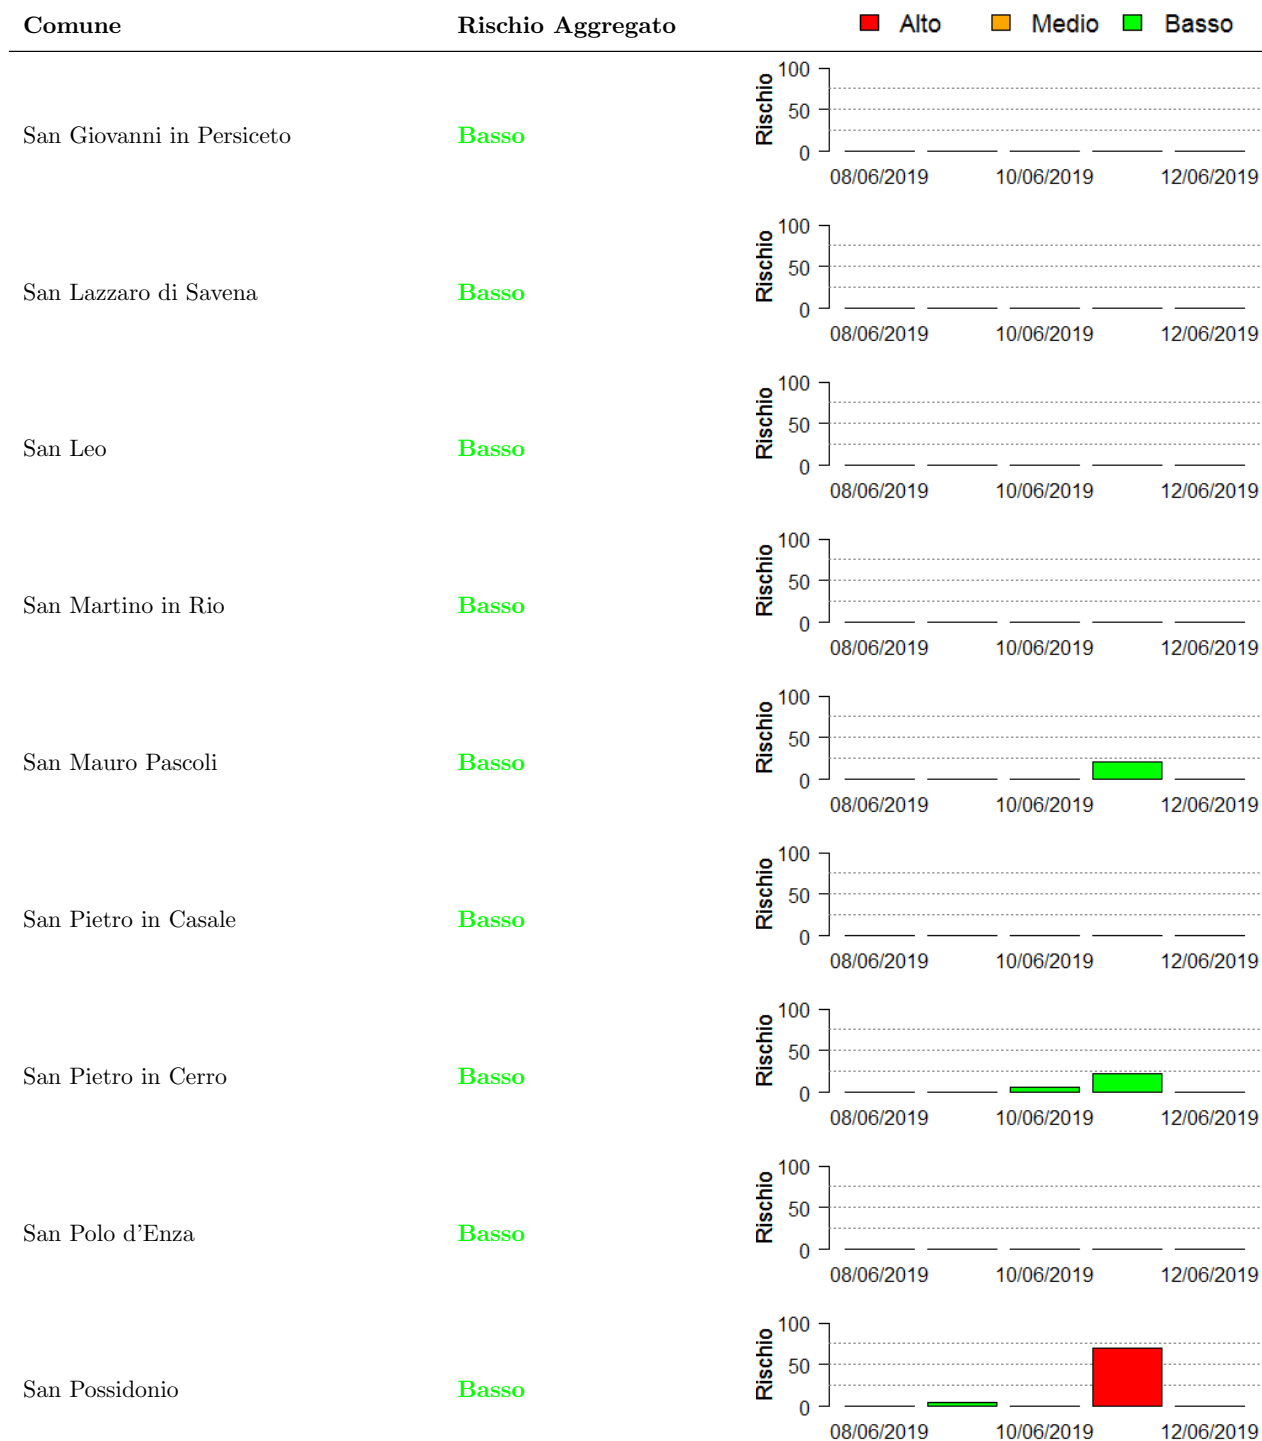 Comune Rischio Aggregato Alto Medio Basso
San Giovanni in Persiceto Basso Rischio 100 50 0
08/06/2019 10/06/2019 12/06/2019
San Lazzaro di Savena Basso Rischio 100 50 0
08/06/2019 10/06/2019 12/06/2019
San Leo Basso Rischio 100 50 0
08/06/2019 10/06/2019 12/06/2019
San Martino in Rio Basso Rischio 100 50 0
08/06/2019 10/06/2019 12/06/2019
San Mauro Pascoli Basso Rischio 100 50 0
08/06/2019 10/06/2019 12/06/2019
San Pietro in Casale Basso Rischio 100 50 0
08/06/2019 10/06/2019 12/06/2019
San Pietro in Cerro Basso Rischio 100 50 0
08/06/2019 10/06/2019 12/06/2019
San Polo d'Enza Basso Rischio 100 50 0
08/06/2019 10/06/2019 12/06/2019
San Possidonio Basso Rischio 100 50 0
08/06/2019 10/06/2019 12/06/2019